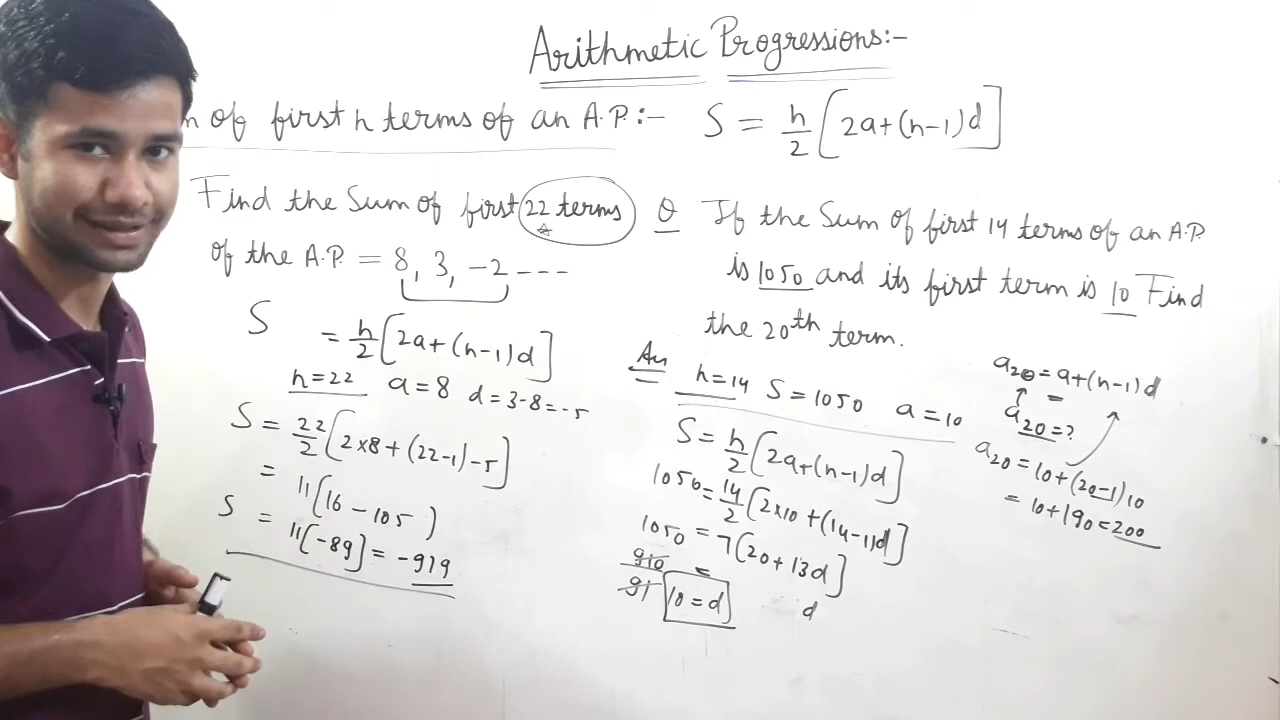 Arithmetic Progressions:-
n of first n terms of an A.P.:- S = n/2 [2a+(n-1)d]
Find the Sum of first 22 terms
of the A.P. = 8, 3, -2 ---
S = n/2 [2a+(n-1)d]
n=22 a=8 d=3-8=-5
S = 22/2 [2×8+(22-1)-5]
= 11[16-105)
S = 11[-89] = -979
Q If the Sum of first 14 terms of an A.P.
is 1050 and its first term is 10 Find
the 20th term.
Ans n=14 S=1050 a=10
S = n/2 [2a+(n-1)d]
1050 = 14/2 [2×10+(14-1)d]
1050 = 7[20+13d]
910 = d
91 10=d
a20 = a+(n-1)d
a20=?
a20 = 10+(20-1)10
= 10+190=200